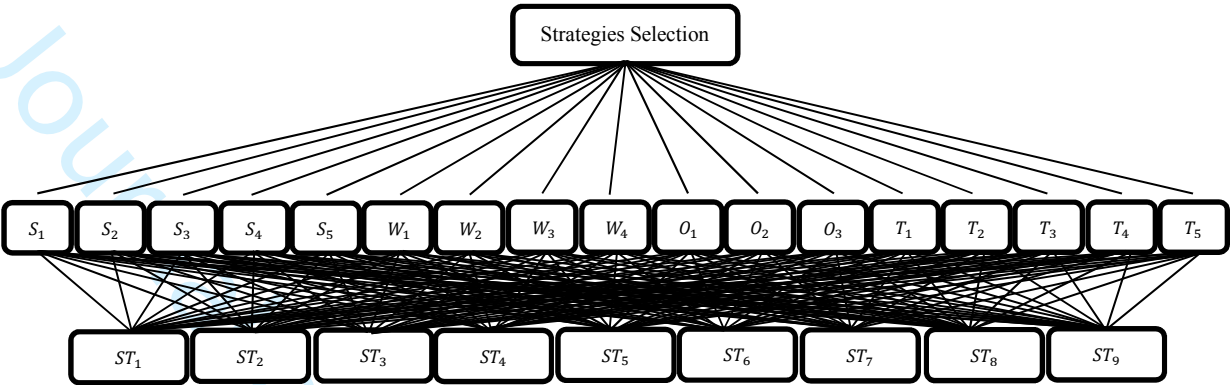 Strategies Selection
S₁ S₂ S₃ S₄ S₅ W₁ W₂ W₃ W₄ O₁ O₂ O₃ T₁ T₂ T₃ T₄ T₅
ST₁ ST₂ ST₃ ST₄ ST₅ ST₆ ST₇ ST₈ ST₉
Jour